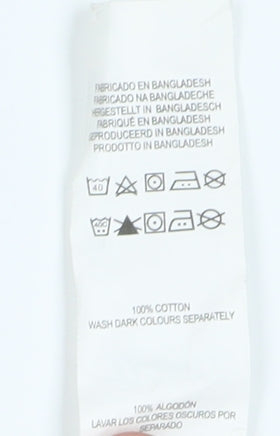 FABRICADO EN BANGLADESH
FABRICADO NA BANGLADECHE
HERGESTELLT IN BANGLADESCH
FABRIQUÉ EN BANGLADESH
GEPRODUCEERD IN BANGLADESH
PRODOTTO IN BANGLADESH
40
40C
100% COTTON
WASH DARK COLOURS SEPARATELY
100% ALGODÓN
LAVAR LOS COLORES OSCUROS POR
SEPARADO